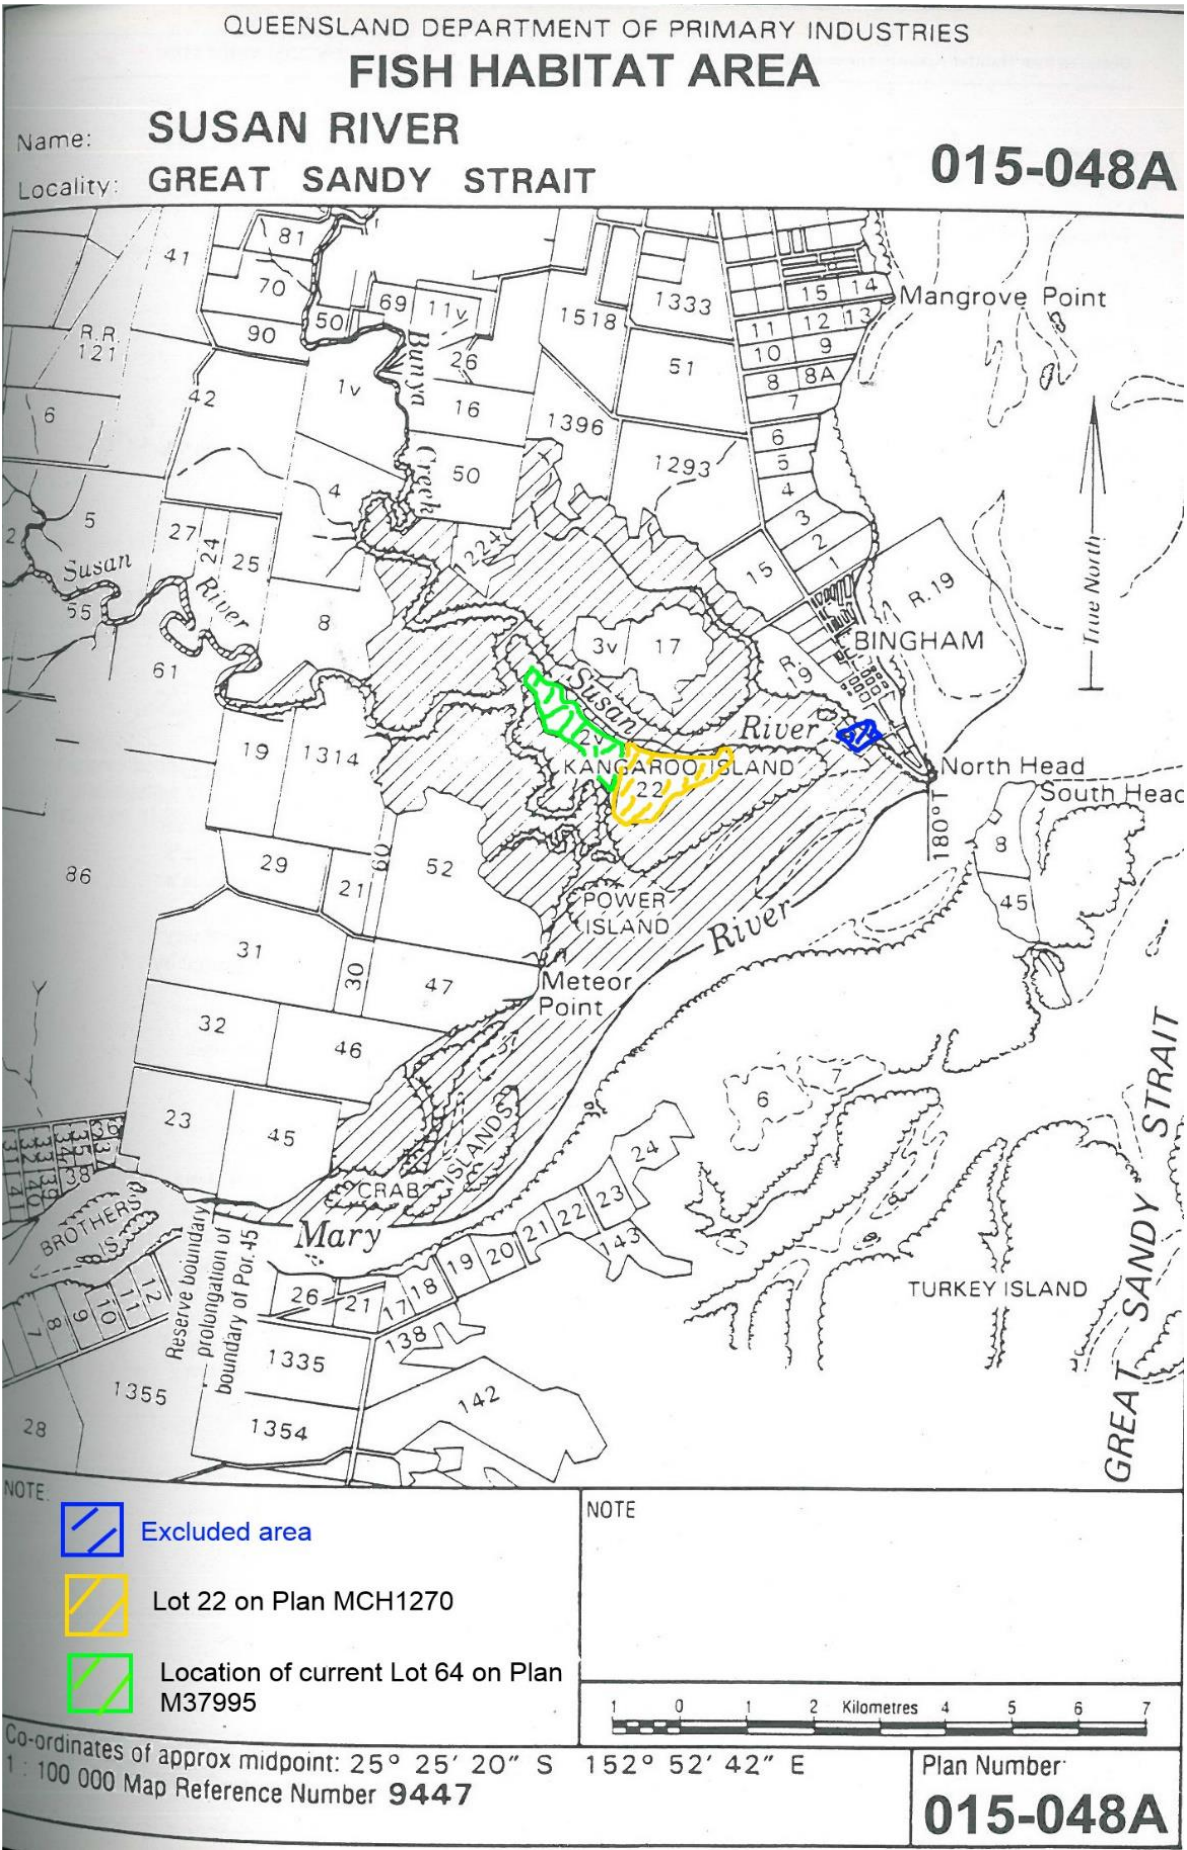 QUEENSLAND DEPARTMENT OF PRIMARY INDUSTRIES
FISH HABITAT AREA
Name: SUSAN RIVER
Locality: GREAT SANDY STRAIT
015-048A
81
41
70
69
11v
50
90
R.R.
121
1v
Bunya
26
42
16
6
Creek
50
4
1518
1333
15
14
Mangrove Point
11
12
13
10
9
51
8
8A
7
1396
6
1293
5
4
3
2
1
15
5
2
27
24
25
Susan
River
55
8
61
224
3v
17
R.19
BINGHAM
R.
19
True North
Susan
River
2v
KANGAROO ISLAND
22
North Head
South Head
180°T
8
45
19
1314
29
21
60
52
86
POWER
ISLAND
River
31
30
47
Meteor
Point
32
46
23
45
CRAB ISLANDS
Mary
BROTHERS
IS
6
7
24
23
22
21
20
19
18
17
143
TURKEY ISLAND
GREAT SANDY STRAIT
26
21
138
12
11
10
9
8
7
Reserve boundary
prolongation of
boundary of Por.45
1335
1355
1354
142
28
NOTE
Excluded area
Lot 22 on Plan MCH1270
Location of current Lot 64 on Plan
M37995
NOTE
1 0 1 2 Kilometres 4 5 6 7
Co-ordinates of approx midpoint: 25° 25′ 20″ S 152° 52′ 42″ E
1 : 100 000 Map Reference Number 9447
Plan Number
015-048A